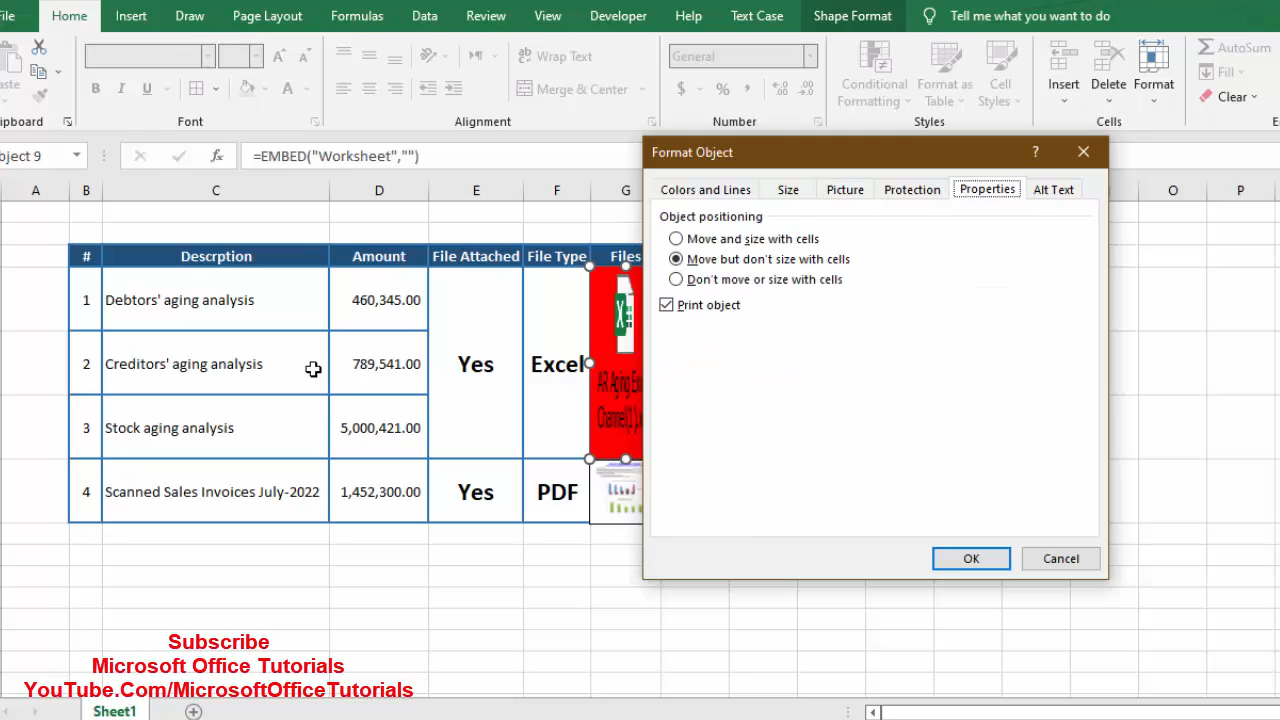 File Home Insert Draw Page Layout Formulas Data Review View Developer Help Text Case Shape Format Tell me what you want to do
General
Wrap Text
Merge & Center
Conditional Formatting
Format as Table
Cell Styles
Insert Delete Format
AutoSum
Fill
Clear
Font Alignment Number Styles Cells
=EMBED("Worksheet","")
A B C D E F G O P
# Descrption Amount File Attached File Type Files
1 Debtors' aging analysis 460,345.00
2 Creditors' aging analysis 789,541.00 Yes Excel
3 Stock aging analysis 5,000,421.00
4 Scanned Sales Invoices July-2022 1,452,300.00 Yes PDF
AR Aging
Channel(1)
Format Object ?
Colors and Lines Size Picture Protection Properties Alt Text
Object positioning
Move and size with cells
Move but don't size with cells
Don't move or size with cells
Print object
OK Cancel
Subscribe
Microsoft Office Tutorials
YouTube.Com/MicrosoftOfficeTutorials
Sheet1